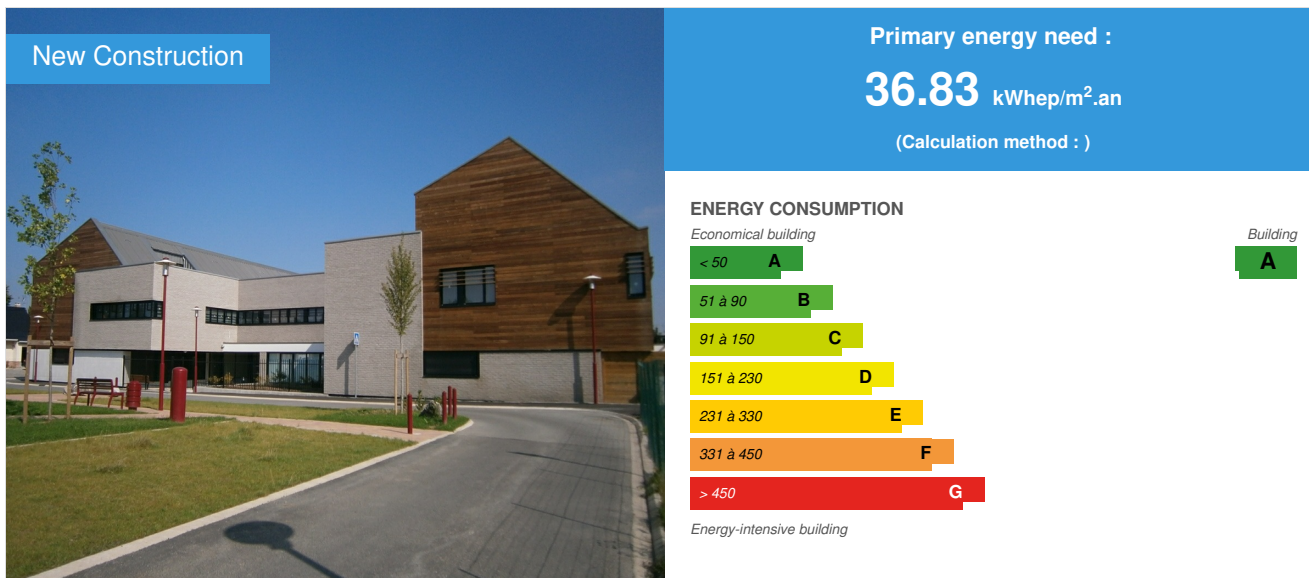 New Construction
Primary energy need :
36.83 kWhep/m².an
(Calculation method : )
ENERGY CONSUMPTION
Economical building
Building
< 50 A
A
51 à 90 B
91 à 150 C
151 à 230 D
231 à 330 E
331 à 450 F
> 450 G
Energy-intensive building